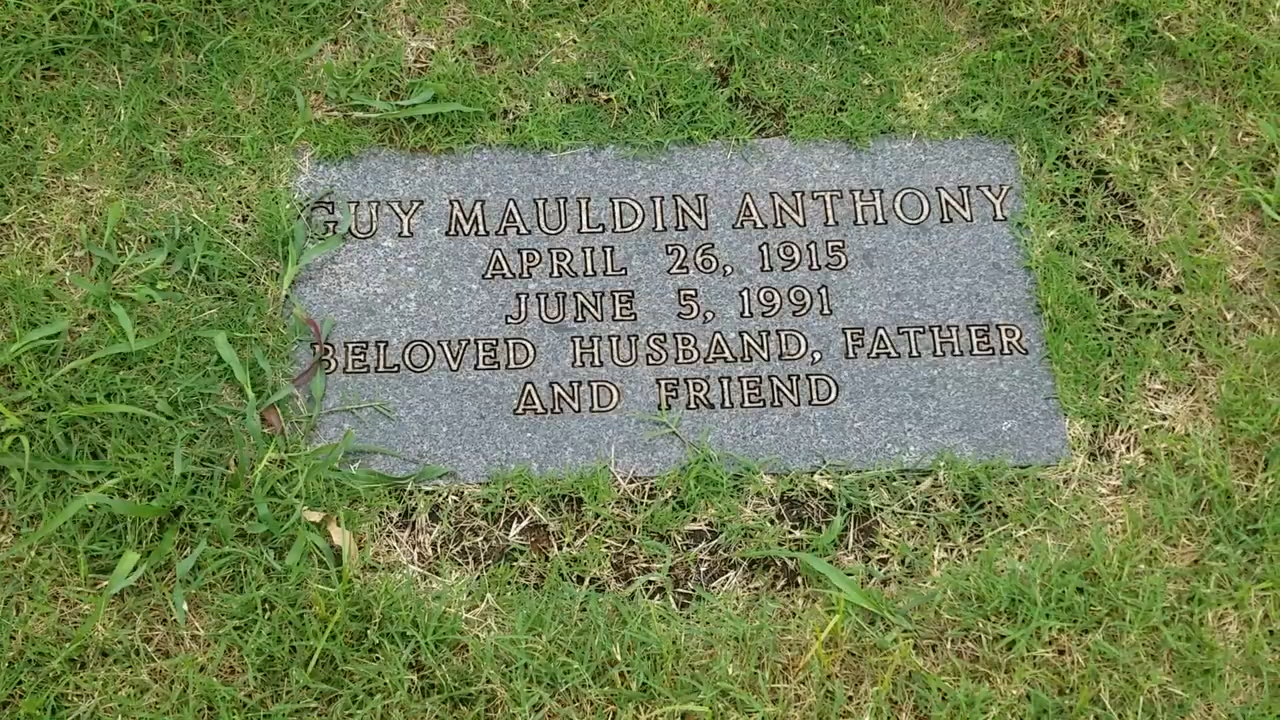 GUY MAULDIN ANTHONY
APRIL 26, 1915
JUNE 5, 1991
BELOVED HUSBAND, FATHER
AND FRIEND